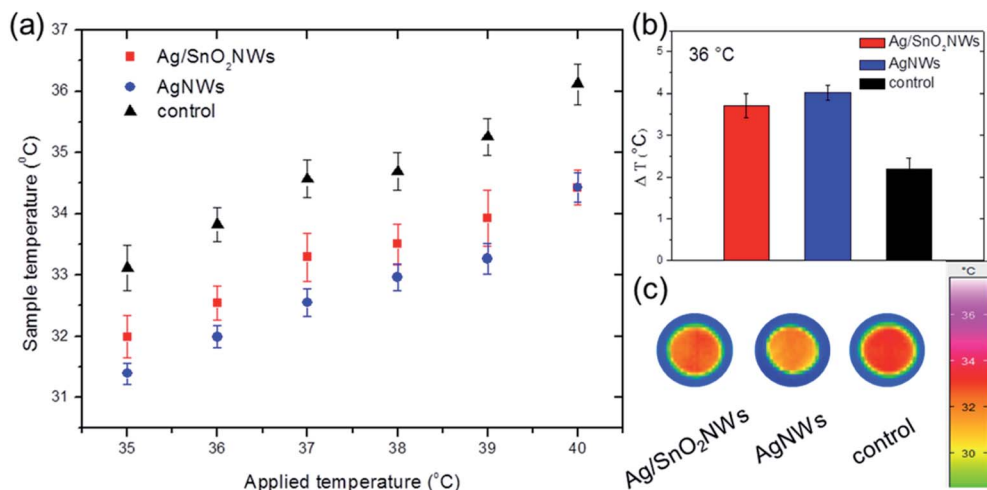 (a)
37
36
35
34
33
32
31
Sample temperature (⁰C)
Ag/SnO₂NWs
AgNWs
control
35 36 37 38 39 40
Applied temperature (°C)
(b)
36 °C
Ag/SnO₂NWs
AgNWs
control
5
4
3
2
1
0
Δ T (°C)
(c)
Ag/SnO₂NWs
AgNWs
control
°C
36
34
32
30